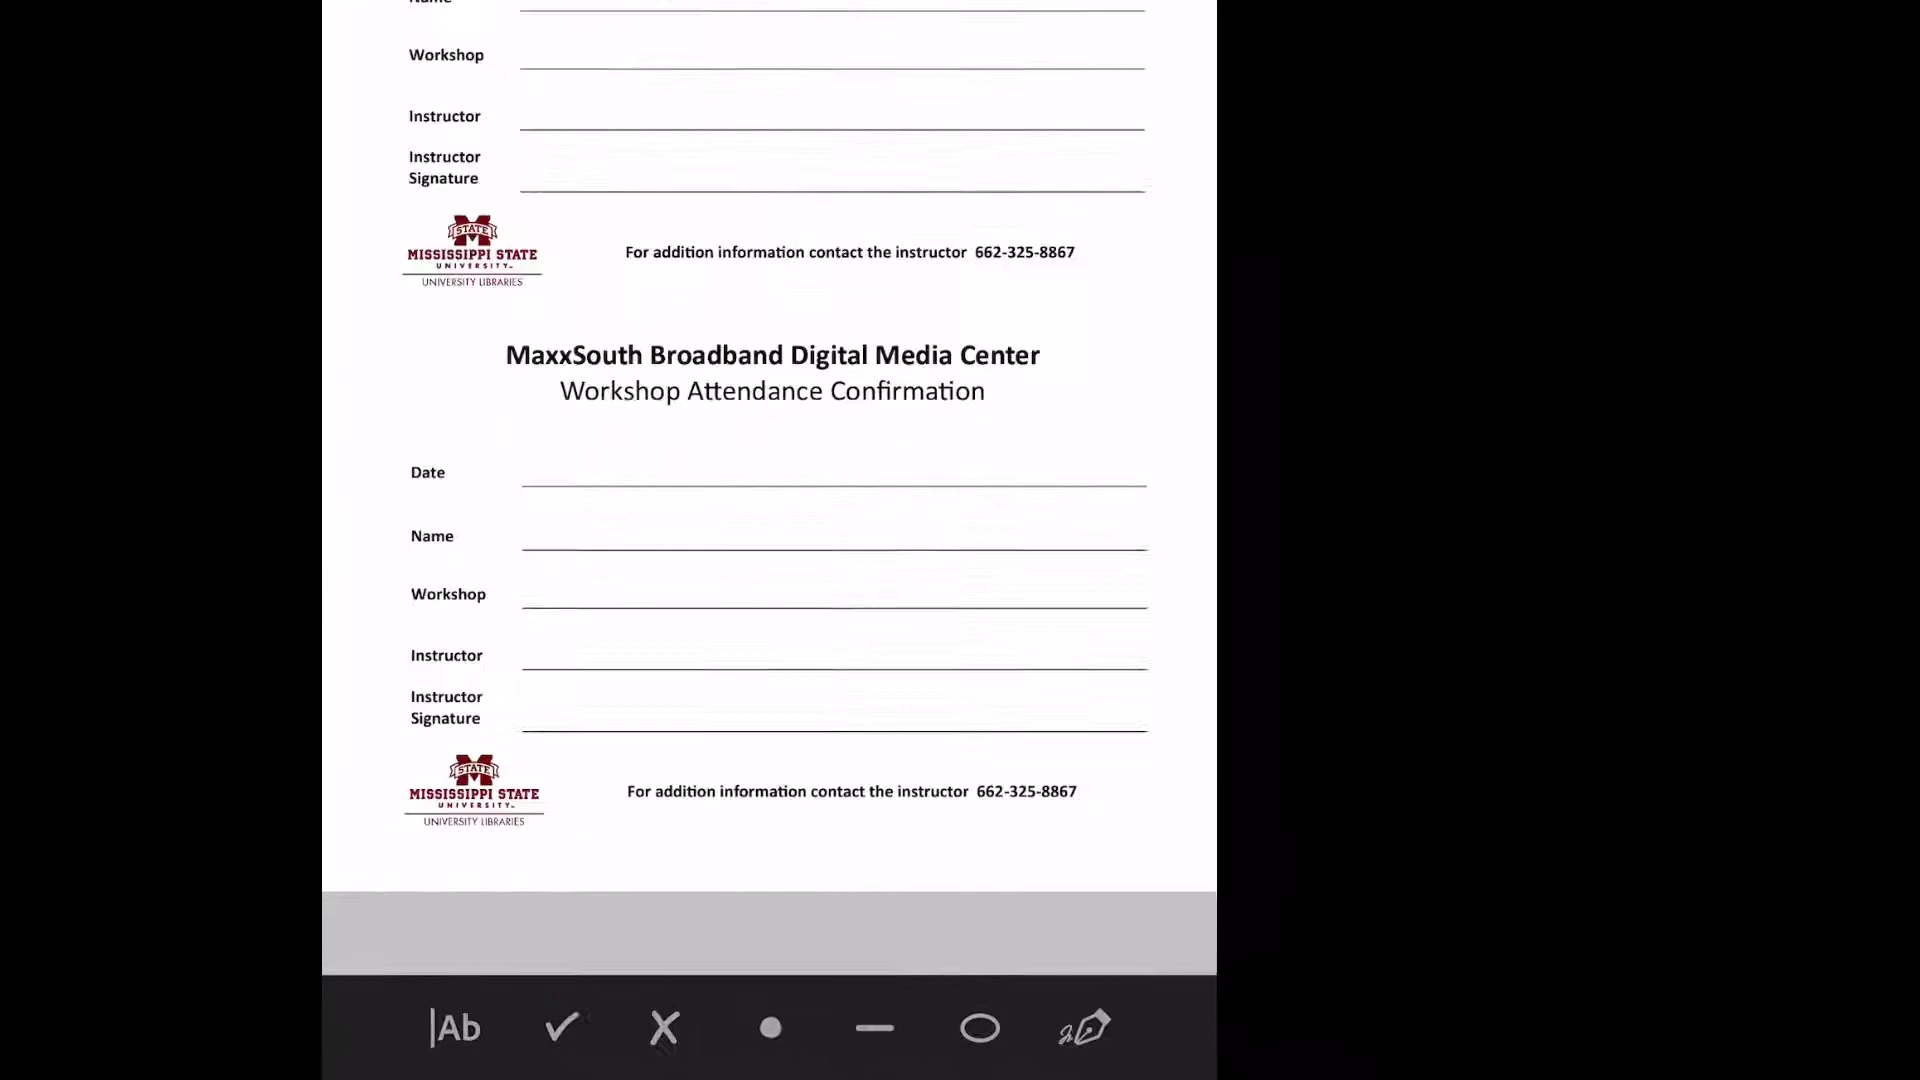 Workshop
Instructor
Instructor
Signature
STATE
MISSISSIPPI STATE
UNIVERSITY™
UNIVERSITY LIBRARIES
For addition information contact the instructor 662-325-8867
MaxxSouth Broadband Digital Media Center
Workshop Attendance Confirmation
Date
Name
Workshop
Instructor
Instructor
Signature
STATE
MISSISSIPPI STATE
UNIVERSITY™
UNIVERSITY LIBRARIES
For addition information contact the instructor 662-325-8867
|Ab